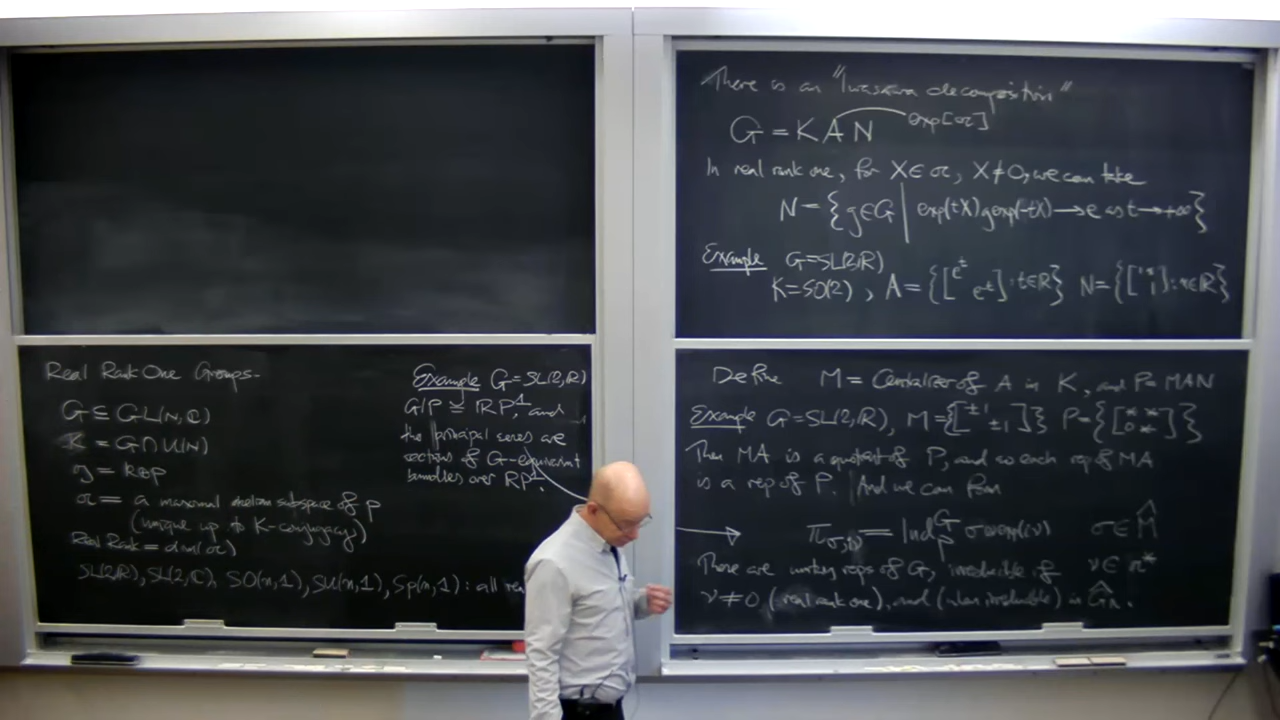 Real Rank One Groups-
G ⊆ GL(N,ℂ)
K = G∩U(N)
𝔤 = k⊕p
𝔞 = a maximal abelian subspace of p
(unique up to K-conjugacy)
Real Rank = dim(𝔞)
SL(2,ℝ), SL(2,ℂ), SO(n,1), SU(n,1), Sp(n,1) : all
Example G=SL(2,ℝ)
G/P ≅ ℝP¹, and
the principal series are
sections of G-equivariant
bundles over ℝP¹.
There is an "Iwasawa decomposition"
G = KAN
exp[𝔞]
In real rank one, for X∈𝔞, X≠0, we can take
N = {g∈G | exp(tX)g exp(-tX) → e as t→+∞}
Example G=SL(2,ℝ)
K=SO(2), A={[e^t e^-t] : t∈ℝ} N={[1 x 1] : x∈ℝ}
Define M = Centralizer of A in K, and P=MAN
Example G=SL(2,ℝ), M={[±1 ±1]} P={[* * 0 *]}
Then MA is a quotient of P, and so each rep of MA
is a rep of P. And we can form
π_σ,iν = Ind_P^G σ⊗exp(iν) σ∈M̂
There are unitary reps of G, irreducible if ν∈𝔞*
ν≠0 (real rank one), and (when irreducible) in Ĝ_r.